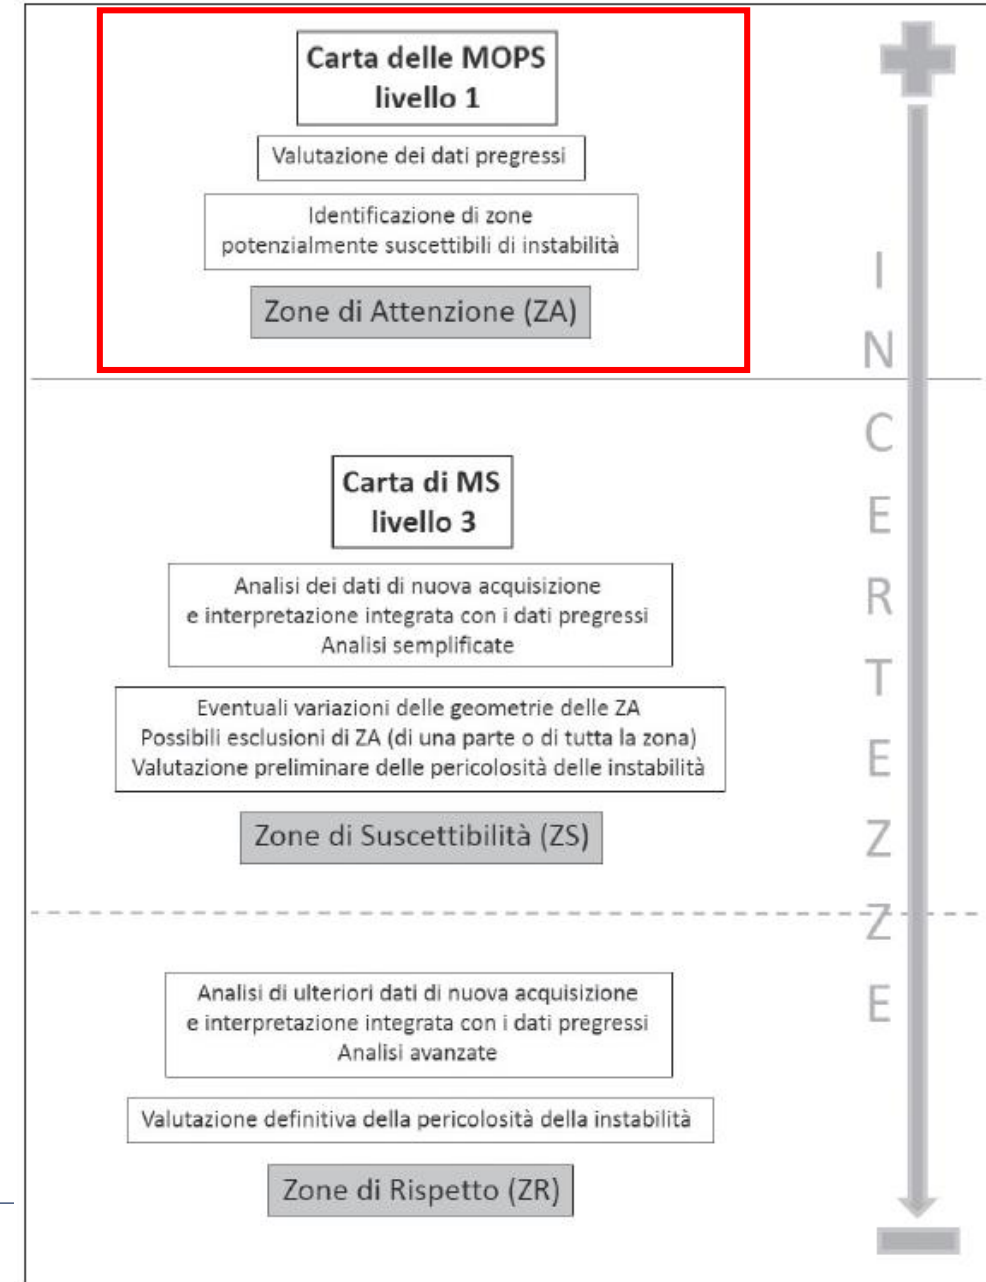 Carta delle MOPS
livello 1
Valutazione dei dati pregressi
Identificazione di zone
potenzialmente suscettibili di instabilità
Zone di Attenzione (ZA)
Carta di MS
livello 3
Analisi dei dati di nuova acquisizione
e interpretazione integrata con i dati pregressi
Analisi semplificate
Eventuali variazioni delle geometrie delle ZA
Possibili esclusioni di ZA (di una parte o di tutta la zona)
Valutazione preliminare delle pericolosità delle instabilità
Zone di Suscettibilità (ZS)
Analisi di ulteriori dati di nuova acquisizione
e interpretazione integrata con i dati pregressi
Analisi avanzate
Valutazione definitiva della pericolosità della instabilità
Zone di Rispetto (ZR)
INCERTEZZE